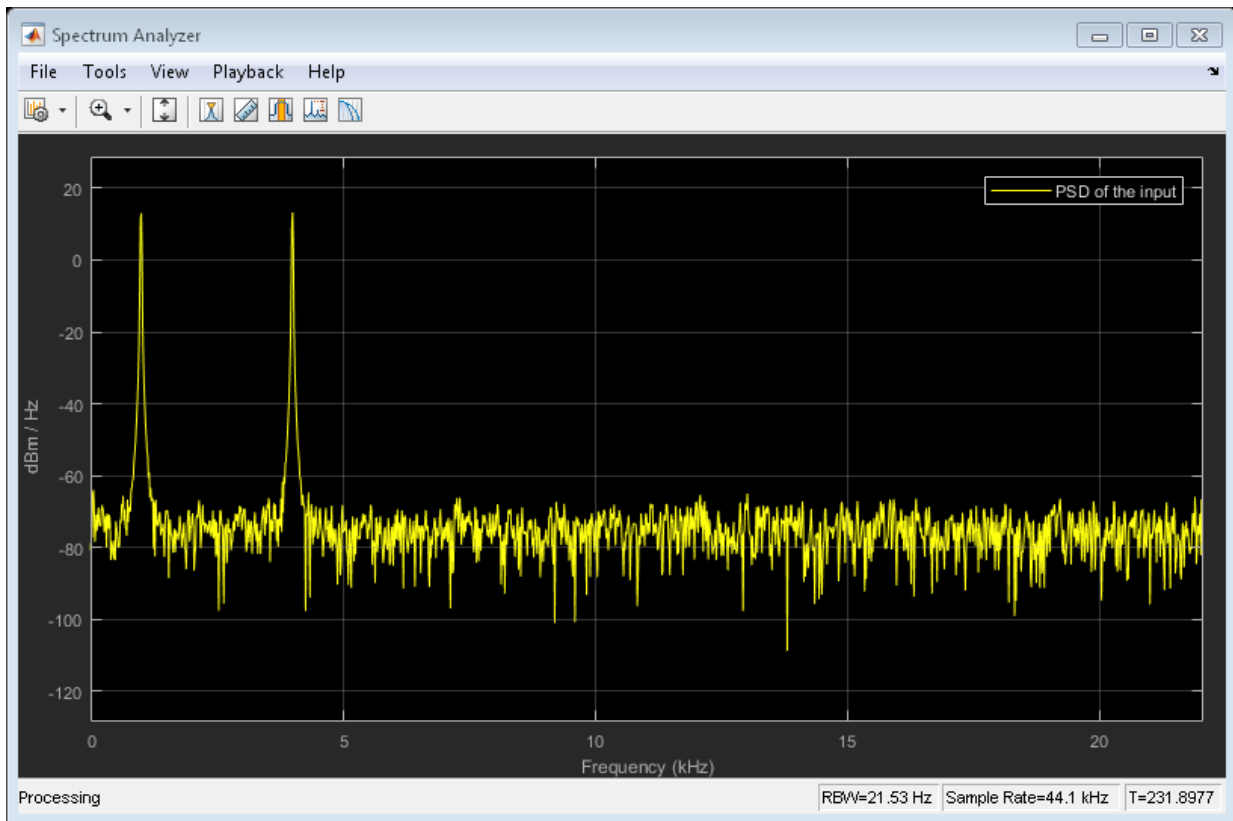 Spectrum Analyzer
File Tools View Playback Help
PSD of the input
20
0
-20
-40
-60
-80
-100
-120
dBm / Hz
0 5 10 15 20
Frequency (kHz)
Processing RBW=21.53 Hz Sample Rate=44.1 kHz T=231.8977